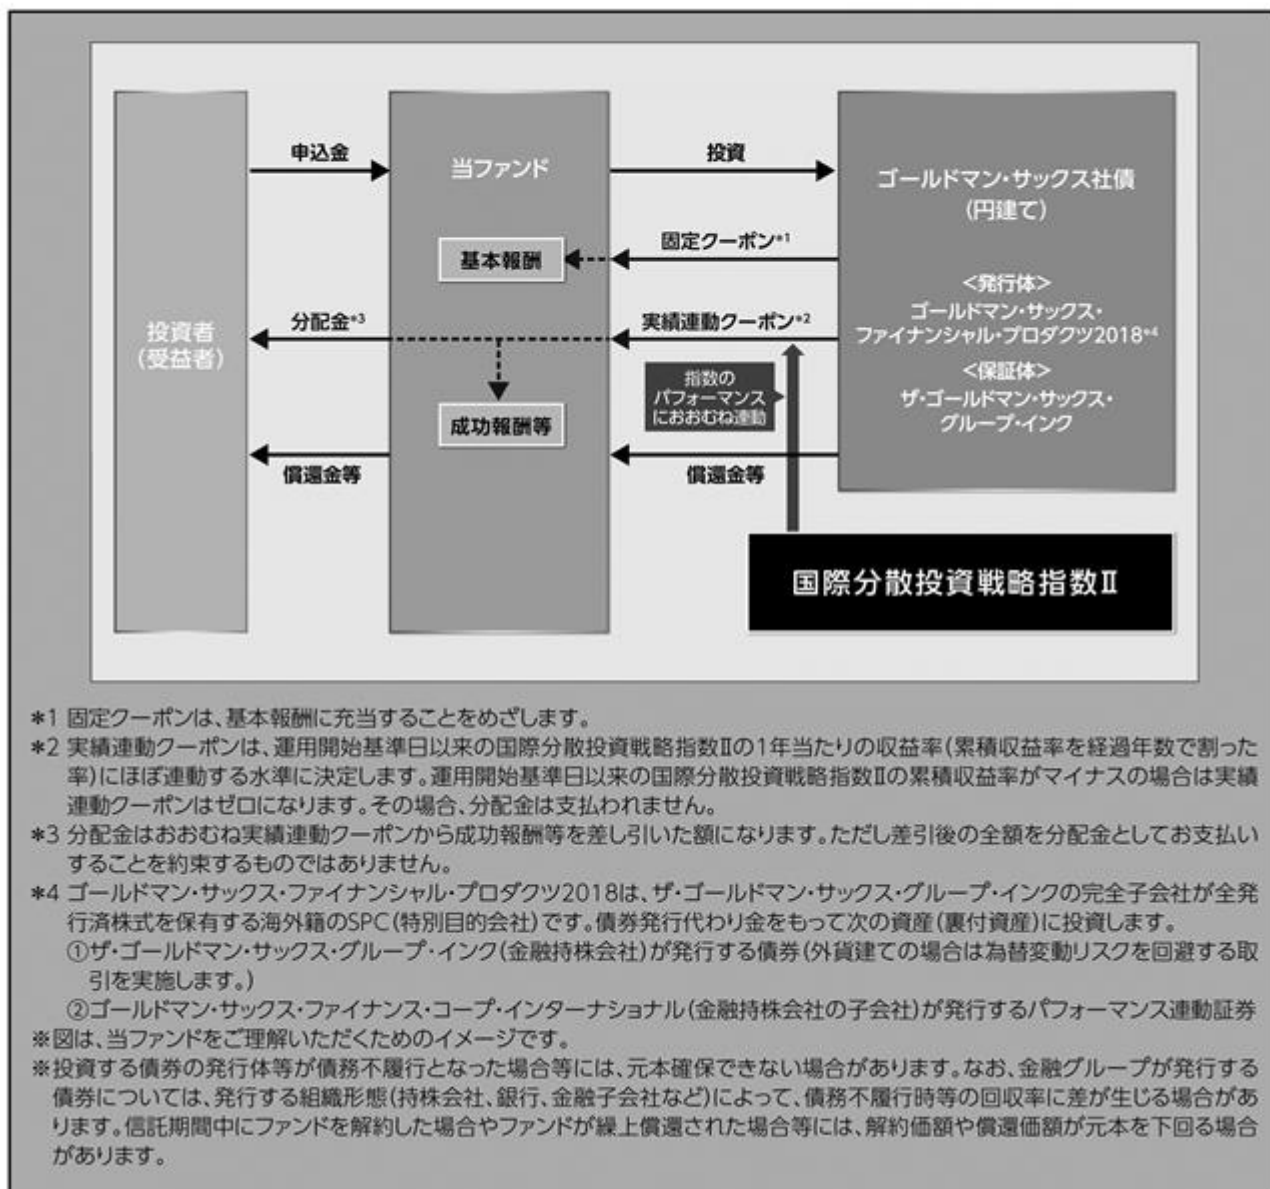 申込金
当ファンド
投資
ゴールドマン・サックス社債
(円建て)
固定クーポン*1
基本報酬
<発行体>
ゴールドマン・サックス・
ファイナンシャル・プロダクツ2018*4
投資者
(受益者)
分配金*3
実績連動クーポン*2
指数の
パフォーマンス
におおむね連動
<保証体>
ザ・ゴールドマン・サックス・
グループ・インク
成功報酬等
償還金等
償還金等
国際分散投資戦略指数Ⅱ
*1 固定クーポンは、基本報酬に充当することをめざします。
*2 実績連動クーポンは、運用開始基準日以来の国際分散投資戦略指数Ⅱの1年当たりの収益率(累積収益率を経過年数で割った
率)にほぼ連動する水準に決定します。運用開始基準日以来の国際分散投資戦略指数Ⅱの累積収益率がマイナスの場合は実績
連動クーポンはゼロになります。その場合、分配金は支払われません。
*3 分配金はおおむね実績連動クーポンから成功報酬等を差し引いた額になります。ただし差引後の全額を分配金としてお支払い
することを約束するものではありません。
*4 ゴールドマン・サックス・ファイナンシャル・プロダクツ2018は、ザ・ゴールドマン・サックス・グループ・インクの完全子会社が全発
行済株式を保有する海外籍のSPC(特別目的会社)です。債券発行代わり金をもって次の資産(裏付資産)に投資します。
①ザ・ゴールドマン・サックス・グループ・インク(金融持株会社)が発行する債券(外貨建ての場合は為替変動リスクを回避する取
引を実施します。)
②ゴールドマン・サックス・ファイナンス・コープ・インターナショナル(金融持株会社の子会社)が発行するパフォーマンス連動証券
※図は、当ファンドをご理解いただくためのイメージです。
※投資する債券の発行体等が債務不履行となった場合等には、元本確保できない場合があります。なお、金融グループが発行する
債券については、発行する組織形態(持株会社、銀行、金融子会社など)によって、債務不履行時等の回収率に差が生じる場合があ
ります。信託期間中にファンドを解約した場合やファンドが繰上償還された場合等には、解約価額や償還価額が元本を下回る場合
があります。